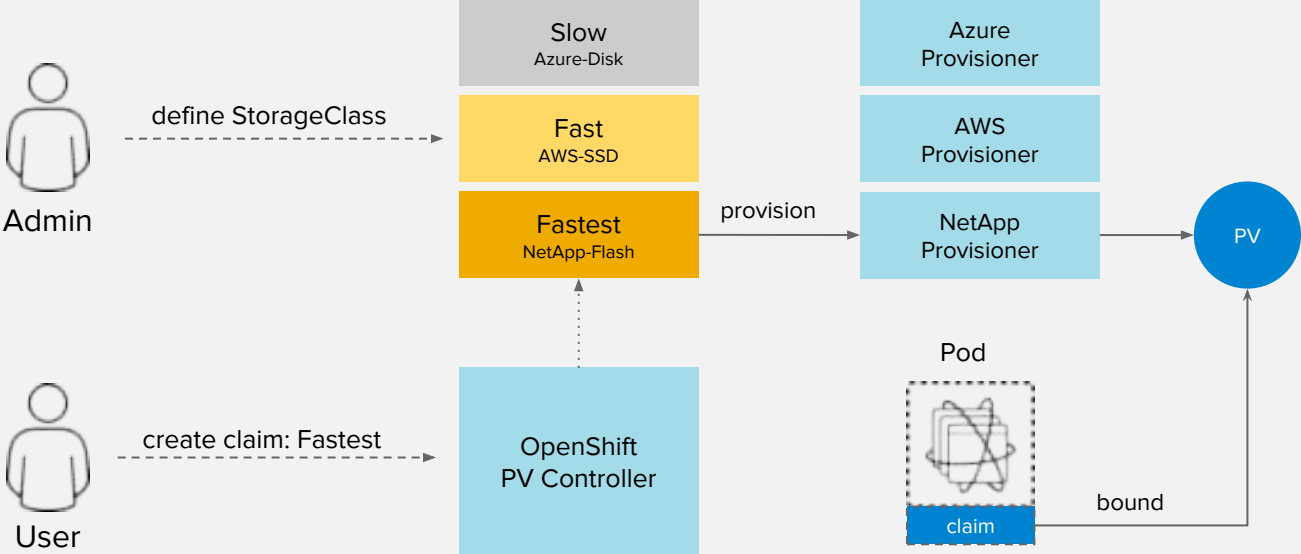 Slow
Azure-Disk
Azure
Provisioner
define StorageClass
Fast
AWS-SSD
AWS
Provisioner
Admin
Fastest
NetApp-Flash
provision
NetApp
Provisioner
PV
Pod
create claim: Fastest
OpenShift
PV Controller
bound
claim
User